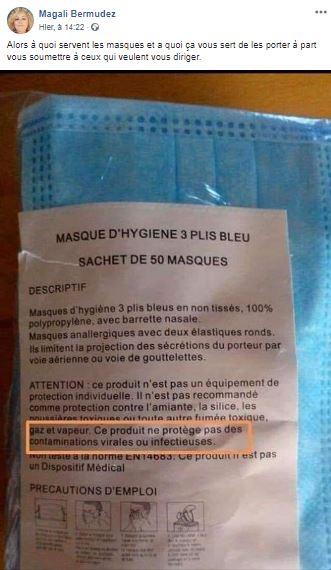 Magali Bermudez
Hier, à 14:22
Alors à quoi servent les masques et a quoi ça vous sert de les porter à part
vous soumettre à ceux qui veulent vous diriger.
MASQUE D'HYGIENE 3 PLIS BLEU
SACHET DE 50 MASQUES
DESCRIPTIF
Masques d'hygiène 3 plis bleus en non tissés, 100%
polypropylène, avec barrette nasale.
Masques anallergiques avec deux élastiques ronds.
Ils limitent la projection des sécrétions du porteur par
voie aérienne ou voie de gouttelettes.
ATTENTION : ce produit n'est pas un équipement de
protection individuelle. Il n'est pas recommandé
comme protection contre l'amiante, la silice, les
poussières toxiques ou toute autre fumée toxique,
gaz et vapeur. Ce produit ne protège pas des
contaminations virales ou infectieuses.
Non testé à la norme EN14683. Ce produit n'est pas
un Dispositif Médical
PRECAUTIONS D'EMPLOI